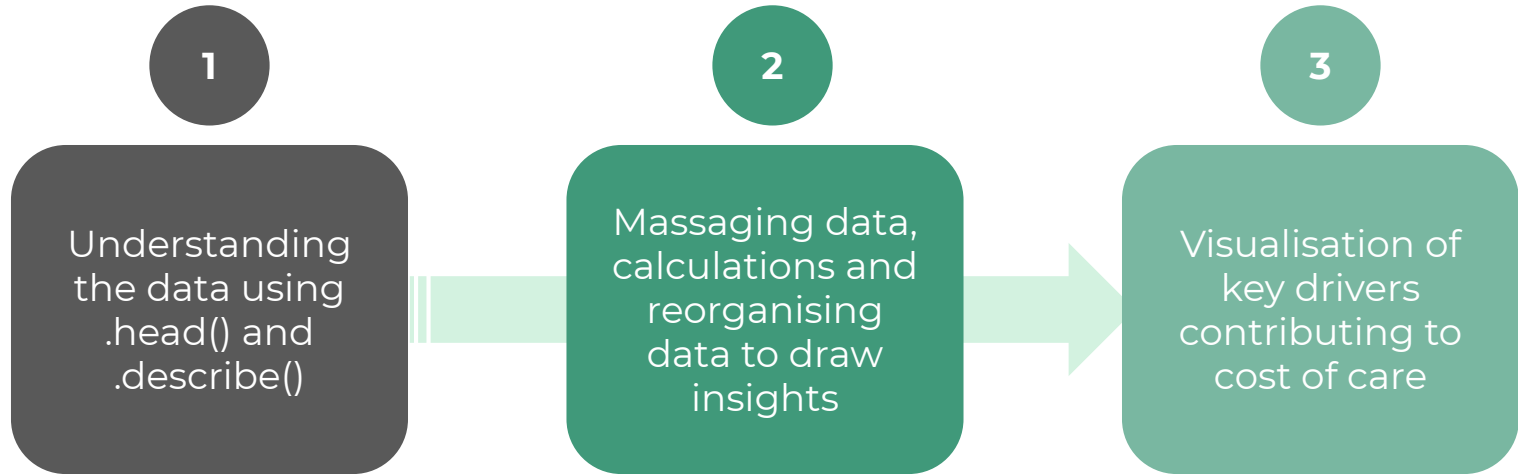 1
Understanding
the data using
.head() and
.describe()
2
Massaging data,
calculations and
reorganising
data to draw
insights
3
Visualisation of
key drivers
contributing to
cost of care